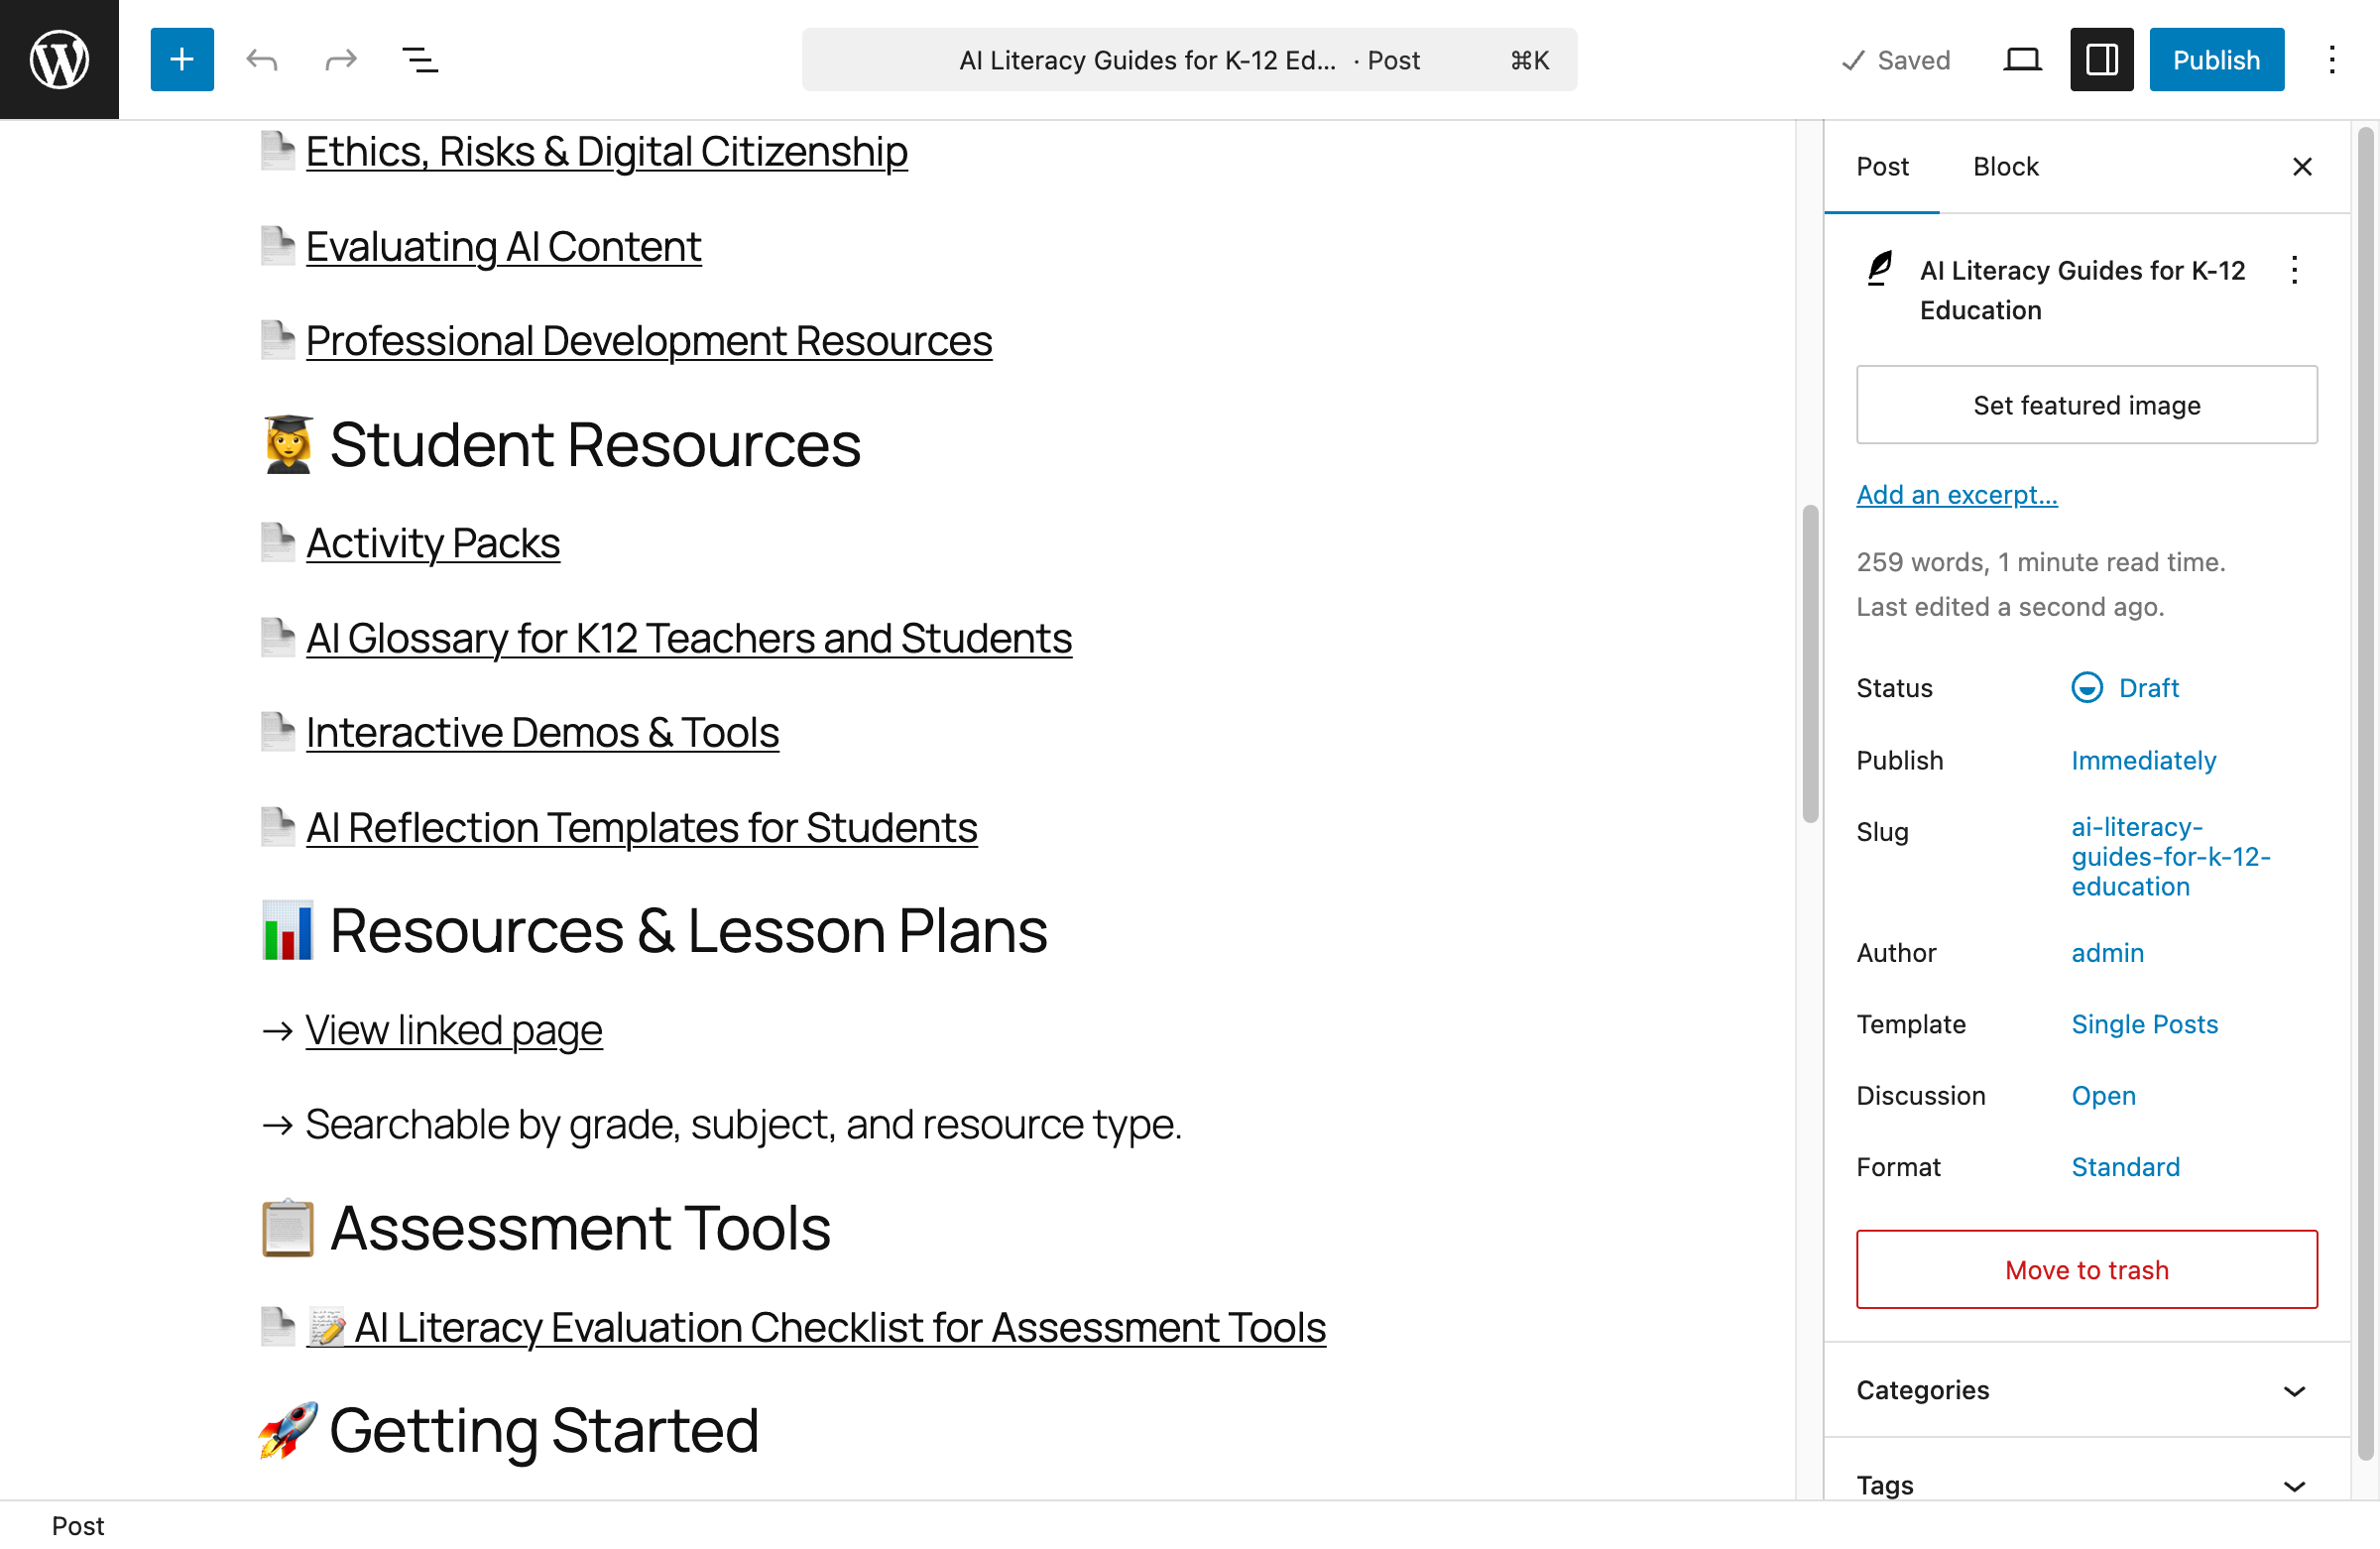 AI Literacy Guides for K-12 Ed... · Post ⌘K
Saved
Publish
Ethics, Risks & Digital Citizenship
Evaluating AI Content
Professional Development Resources
Student Resources
Activity Packs
AI Glossary for K12 Teachers and Students
Interactive Demos & Tools
AI Reflection Templates for Students
Resources & Lesson Plans
→ View linked page
→ Searchable by grade, subject, and resource type.
Assessment Tools
AI Literacy Evaluation Checklist for Assessment Tools
Getting Started
Post Block
AI Literacy Guides for K-12
Education
Set featured image
Add an excerpt...
259 words, 1 minute read time.
Last edited a second ago.
Status Draft
Publish Immediately
Slug ai-literacy-
guides-for-k-12-
education
Author admin
Template Single Posts
Discussion Open
Format Standard
Move to trash
Categories
Tags
Post